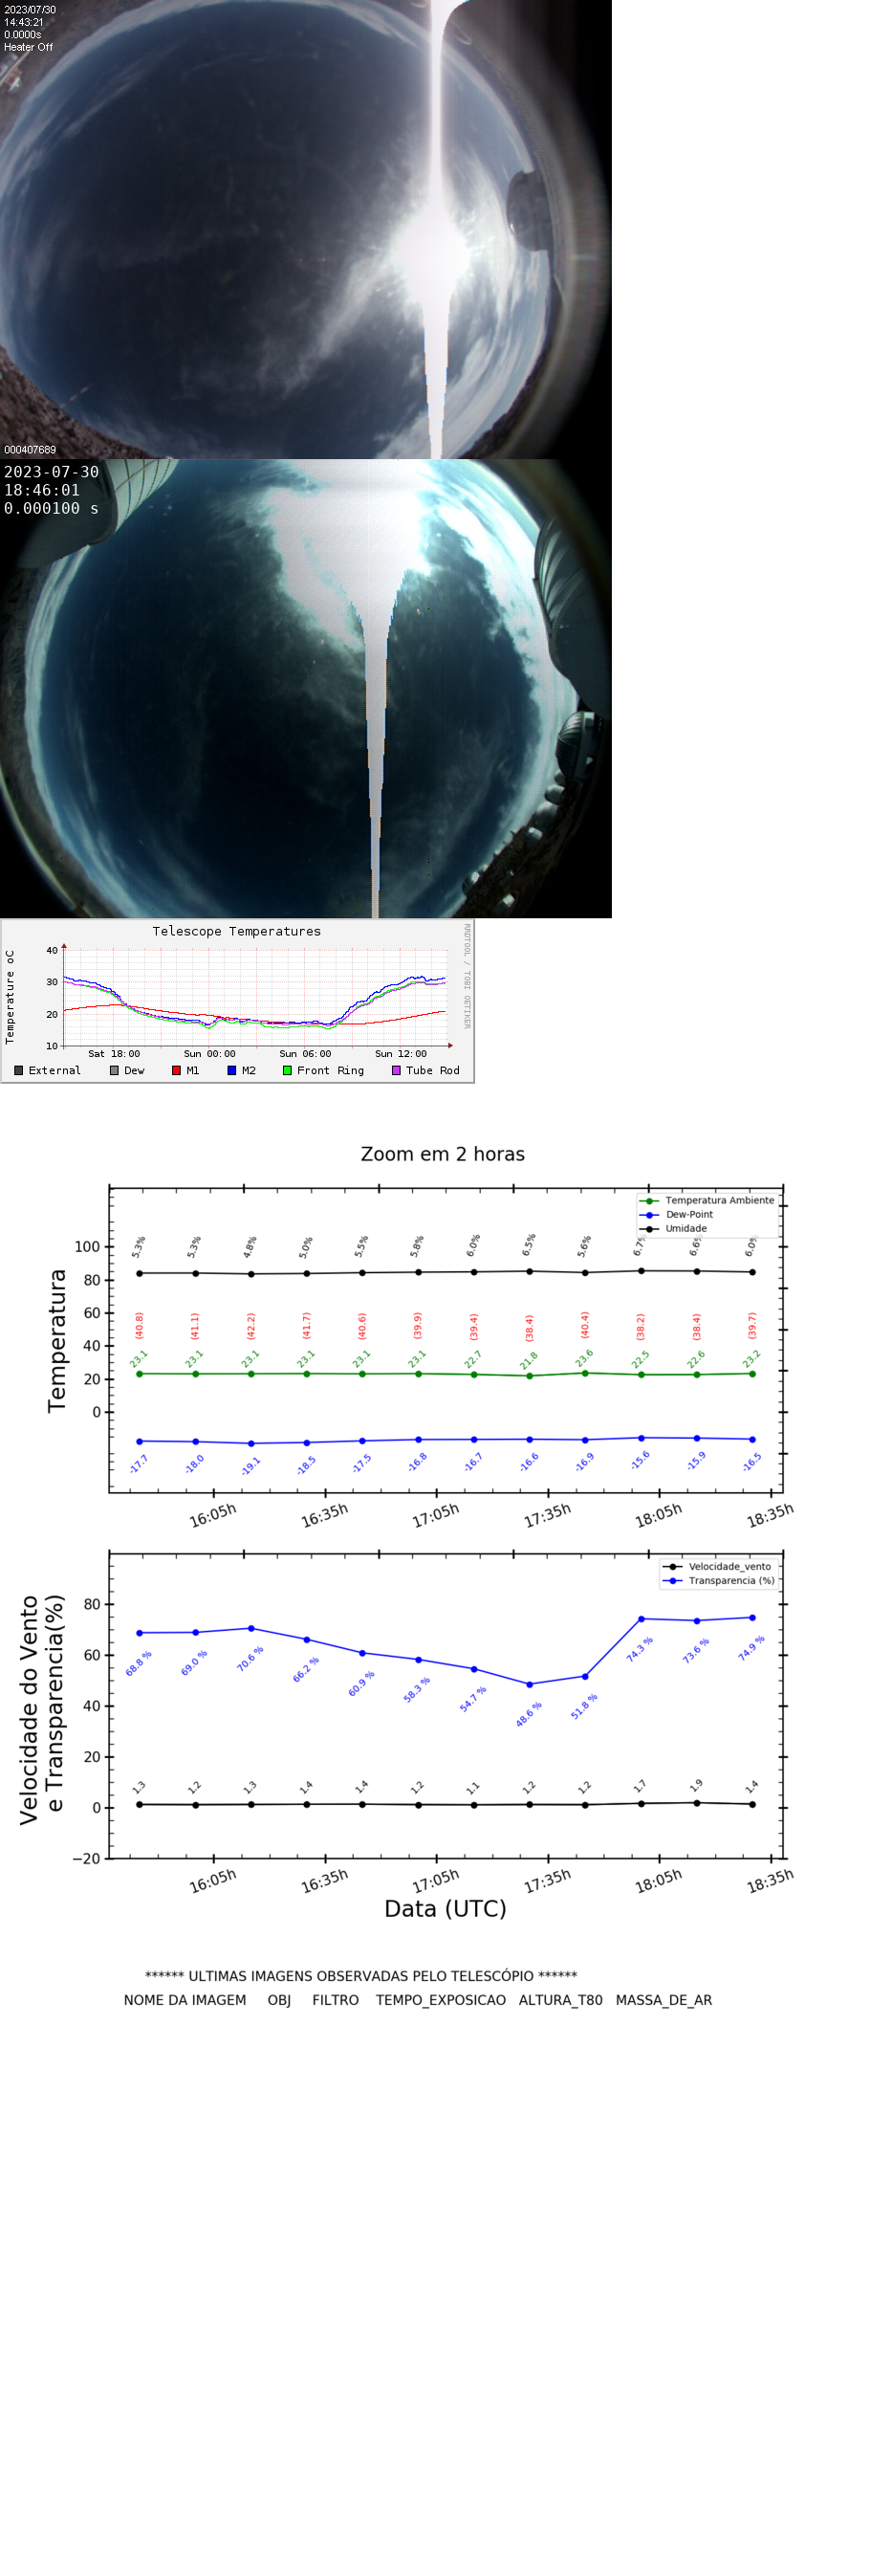 2023/07/30
14:43:21
0.0000s
Heater Off
000407689
2023-07-30
18:46:01
0.000100 s
Telescope Temperatures
RRDTOOL / TOBI OETIKER
Temperature oC
40
30
20
10
Sat 18:00 Sun 00:00 Sun 06:00 Sun 12:00
External Dew M1 M2 Front Ring Tube Rod
Zoom em 2 horas
Temperatura Ambiente
Dew-Point
Umidade
Temperatura
100
80
60
40
20
0
5.3% 5.3% 4.8% 5.0% 5.5% 5.8% 6.0% 6.5% 5.6% 6.7% 6.6% 6.0%
(40.8) (41.1) (42.2) (41.7) (40.6) (39.9) (39.4) (38.4) (40.4) (38.2) (38.4) (39.7)
23.1 23.1 23.1 23.1 23.1 23.1 22.7 21.8 23.6 22.5 22.6 23.2
-17.7 -18.0 -19.1 -18.5 -17.5 -16.8 -16.7 -16.6 -16.9 -15.6 -15.9 -16.5
16:05h 16:35h 17:05h 17:35h 18:05h 18:35h
Velocidade_vento
Transparencia (%)
Velocidade do Vento
e Transparencia(%)
80
60
40
20
0
−20
68.8 % 69.0 % 70.6 % 66.2 % 60.9 % 58.3 % 54.7 % 48.6 % 51.8 % 74.3 % 73.6 % 74.9 %
1.3 1.2 1.3 1.4 1.4 1.2 1.1 1.2 1.2 1.7 1.9 1.4
16:05h 16:35h 17:05h 17:35h 18:05h 18:35h
Data (UTC)
****** ULTIMAS IMAGENS OBSERVADAS PELO TELESCÓPIO ******
NOME DA IMAGEM OBJ FILTRO TEMPO_EXPOSICAO ALTURA_T80 MASSA_DE_AR